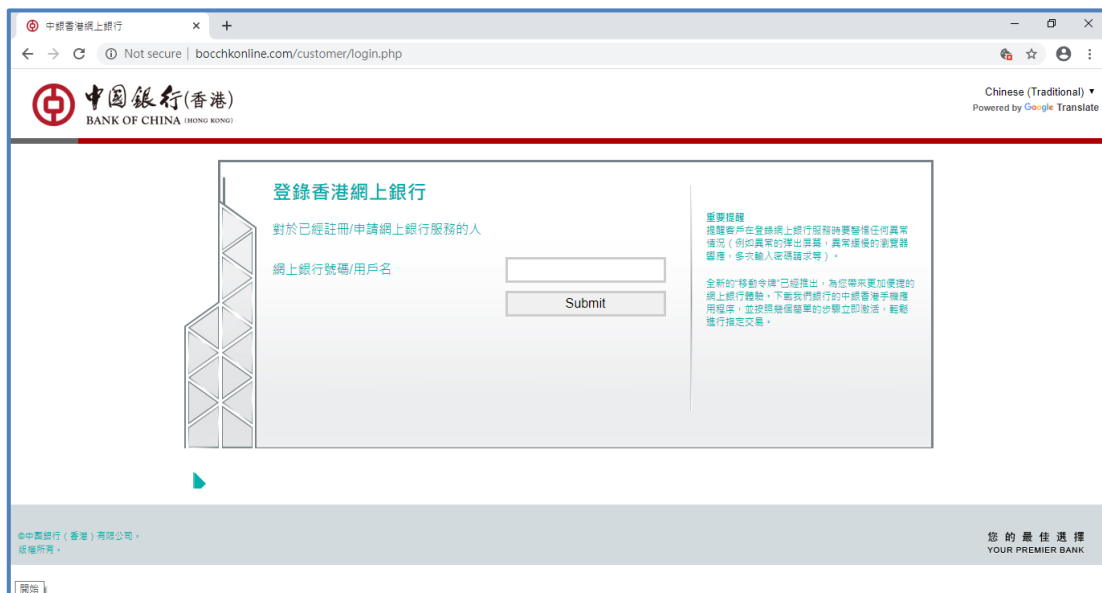 中銀香港網上銀行
Not secure | bocchkonline.com/customer/login.php
中国銀行(香港)
BANK OF CHINA (HONG KONG)
Chinese (Traditional) ▼
Powered by Google Translate
登錄香港網上銀行
對於已經註冊/申請網上銀行服務的人
網上銀行號碼/用戶名
Submit
重要提醒
提醒客戶在登錄網上銀行服務時要警惕任何異常
情況（例如異常的彈出屏幕，異常緩慢的瀏覽器
響應，多次輸入密碼請求等）。
全新的“移動令牌”已經推出，為您帶來更加便捷的
網上銀行體驗。下載我們銀行的中銀香港手機應
用程序，並按照幾個簡單的步驟立即激活，輕鬆
進行指定交易。
©中國銀行（香港）有限公司。
版權所有。
您的最佳選擇
YOUR PREMIER BANK
開始